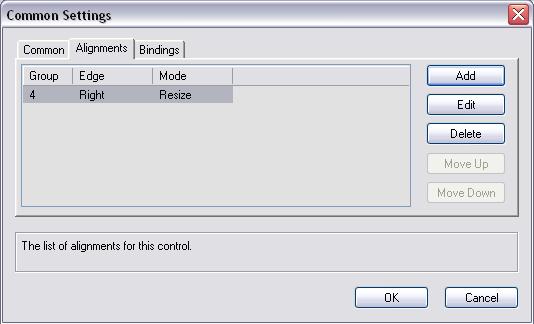 Common Settings
Common Alignments Bindings
Group Edge Mode
4 Right Resize
Add
Edit
Delete
Move Up
Move Down
The list of alignments for this control.
OK Cancel